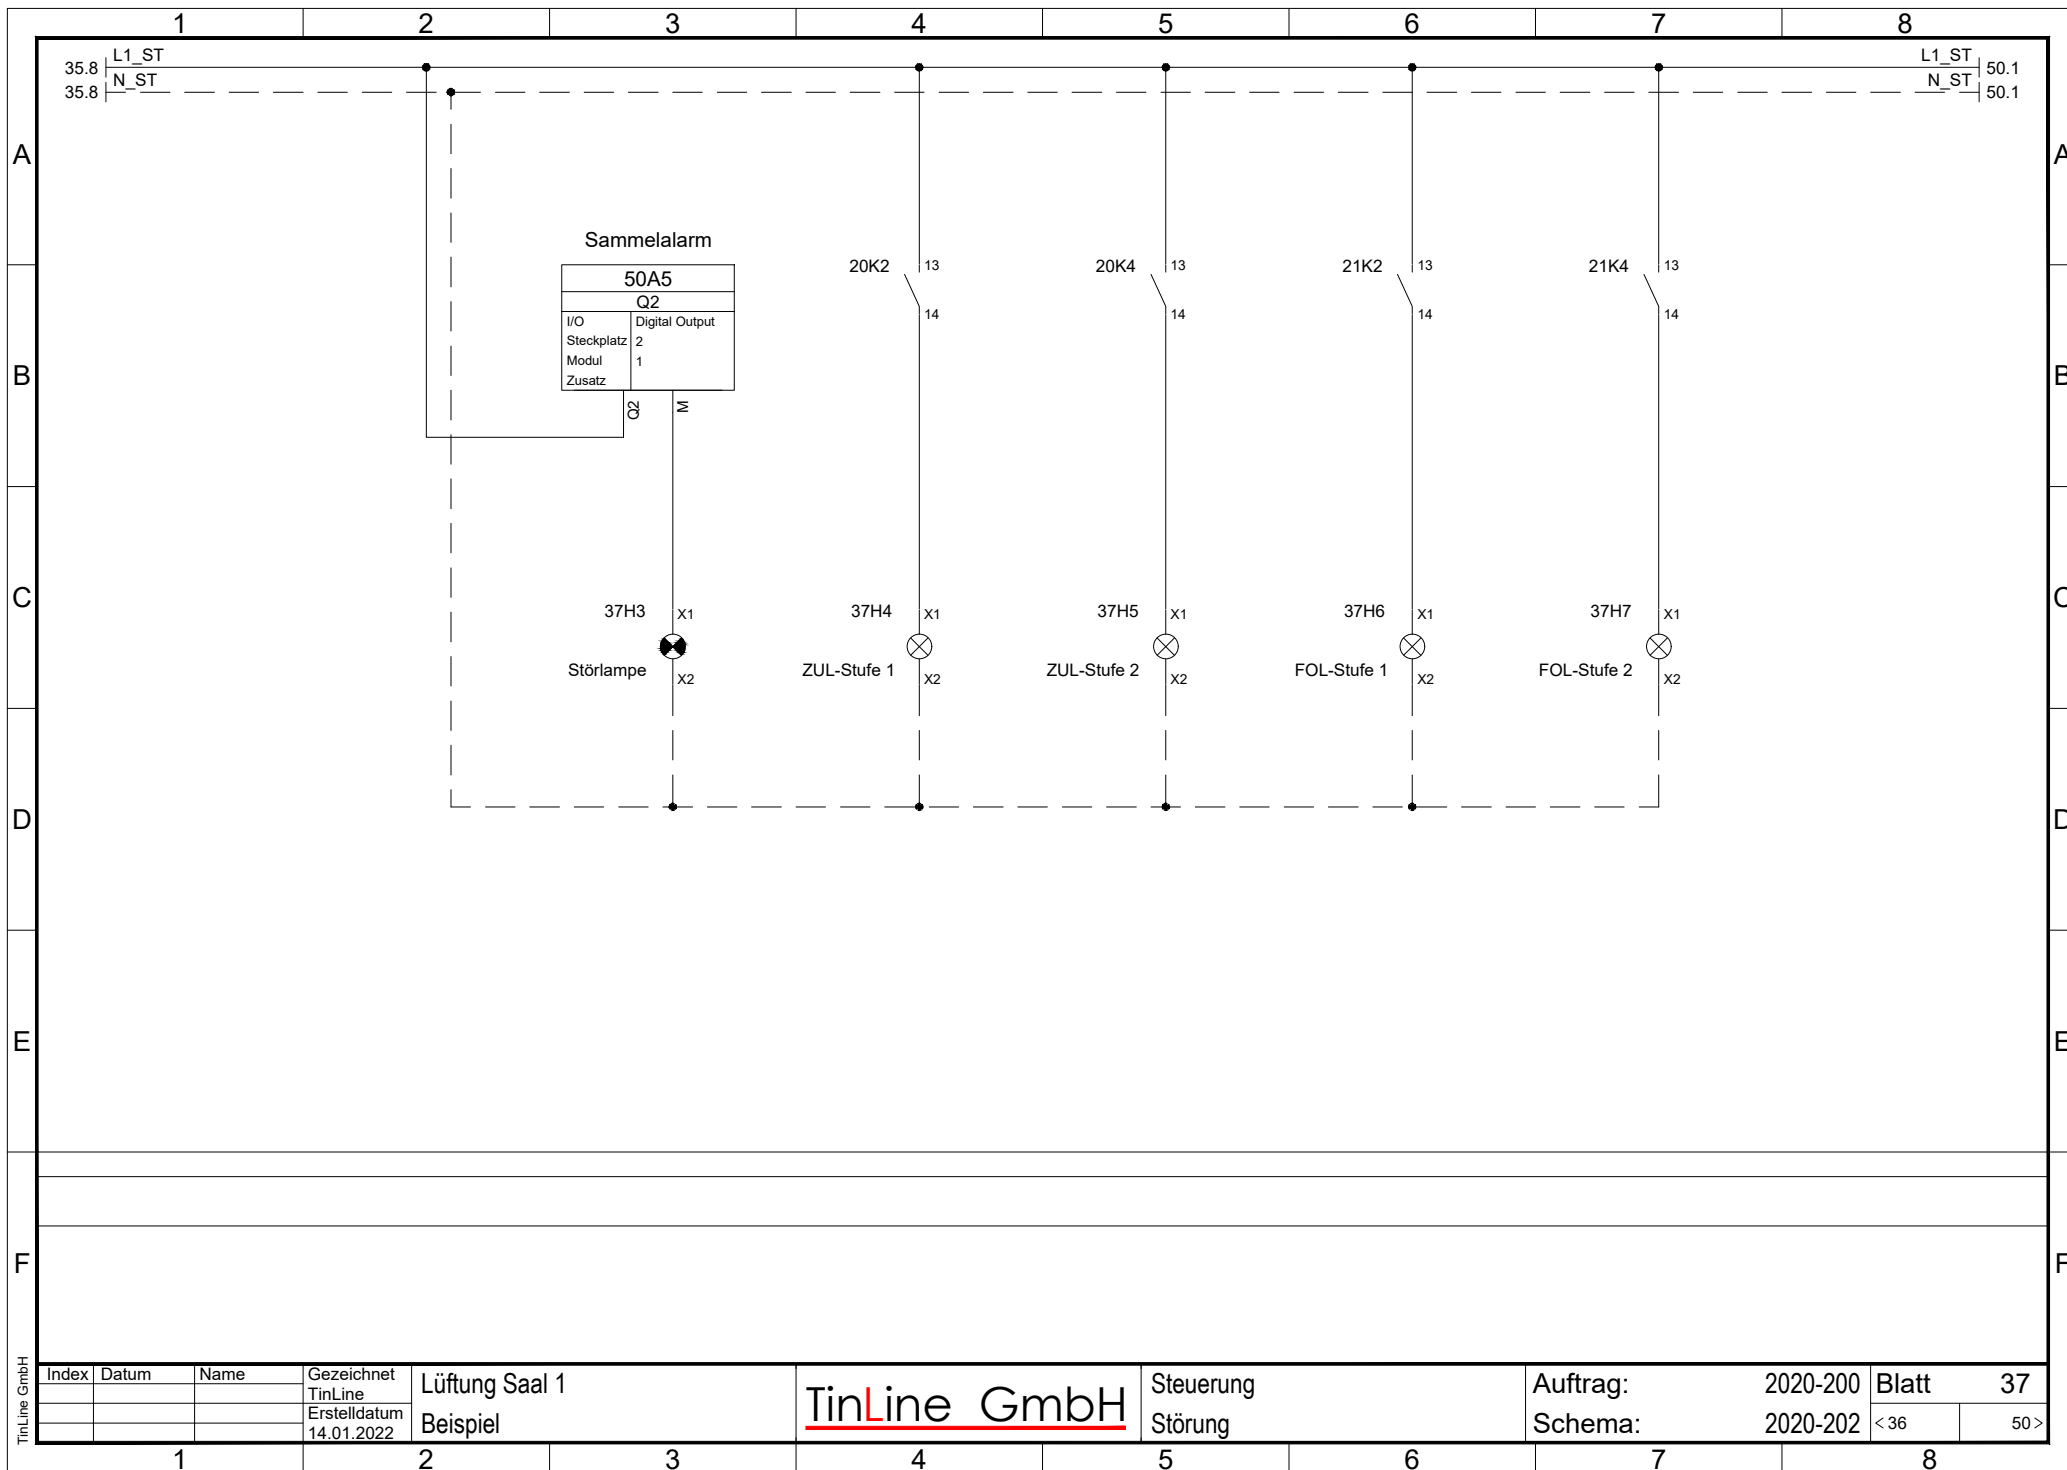 1 2 3 4 5 6 7 8
L1_ST L1_ST
35.8 50.1
N_ST N_ST
35.8 50.1
A A
Sammelalarm
50A5
Q2
I/O Digital Output
Steckplatz 2
Modul 1
Zusatz
Q2 M
20K2 13 14
20K4 13 14
21K2 13 14
21K4 13 14
B B
C C
37H3 X1
Störlampe X2
37H4 X1
ZUL-Stufe 1 X2
37H5 X1
ZUL-Stufe 2 X2
37H6 X1
FOL-Stufe 1 X2
37H7 X1
FOL-Stufe 2 X2
D D
E E
F F
TinLine GmbH
Index Datum Name
Gezeichnet
TinLine
Erstelldatum
14.01.2022
Lüftung Saal 1
Beispiel
TinLine GmbH
Steuerung
Störung
Auftrag: 2020-200
Schema: 2020-202
Blatt 37
<36 50>
1 2 3 4 5 6 7 8